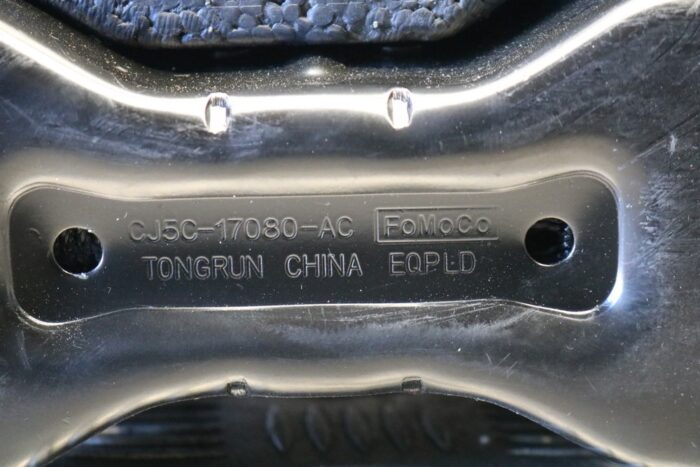 CJ5C-17080-AC FoMoCo
TONGRUN CHINA EQPLD